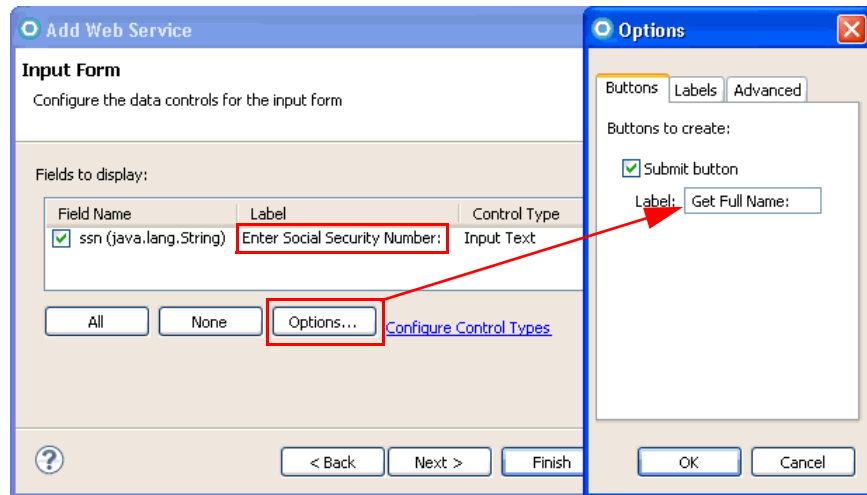 Add Web Service
Input Form
Configure the data controls for the input form
Fields to display:
Field Name Label Control Type
ssn (java.lang.String) Enter Social Security Number: Input Text
All None Options... Configure Control Types
? < Back Next > Finish
Options
Buttons Labels Advanced
Buttons to create:
Submit button
Label: Get Full Name:
OK Cancel